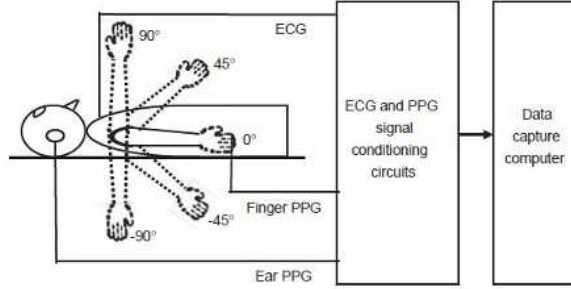 ECG
90°
45°
0°
-45°
-90°
Finger PPG
Ear PPG
ECG and PPG
signal
conditioning
circuits
Data
capture
computer